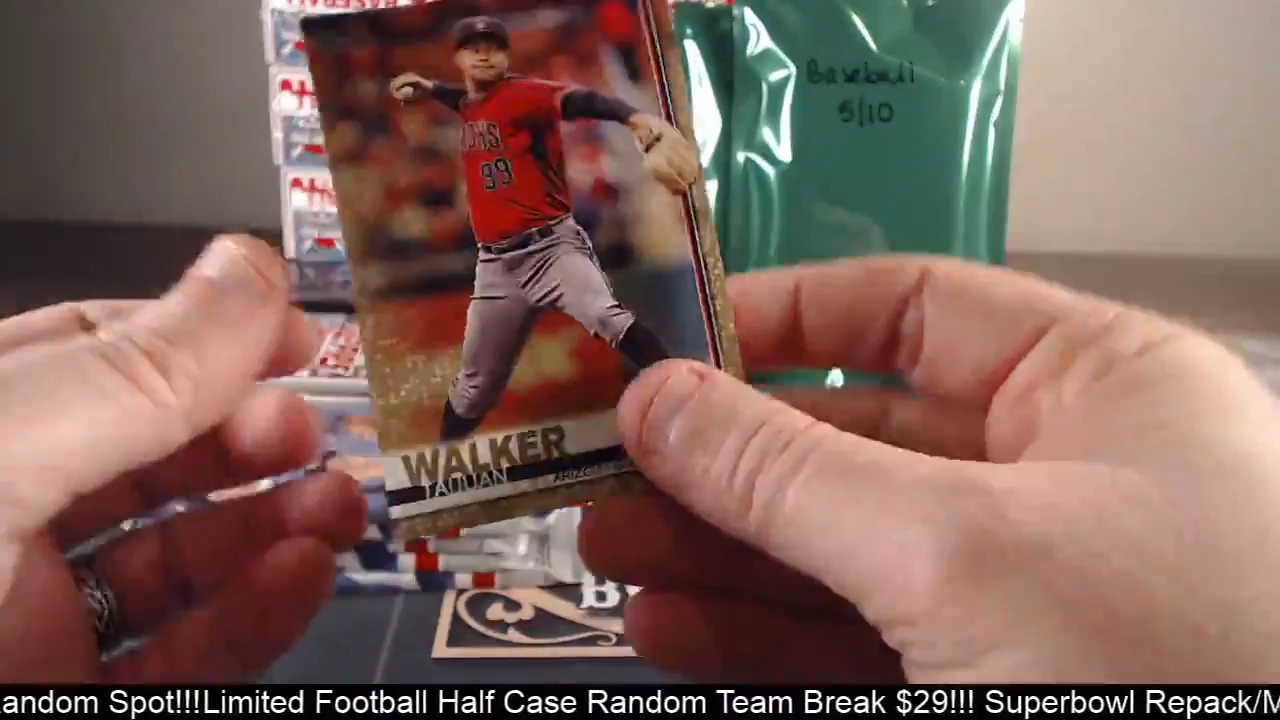 Baseball
5/10
99
WALKER
TAIJUAN
andom Spot!!!Limited Football Half Case Random Team Break $29!!! Superbowl Repack/M